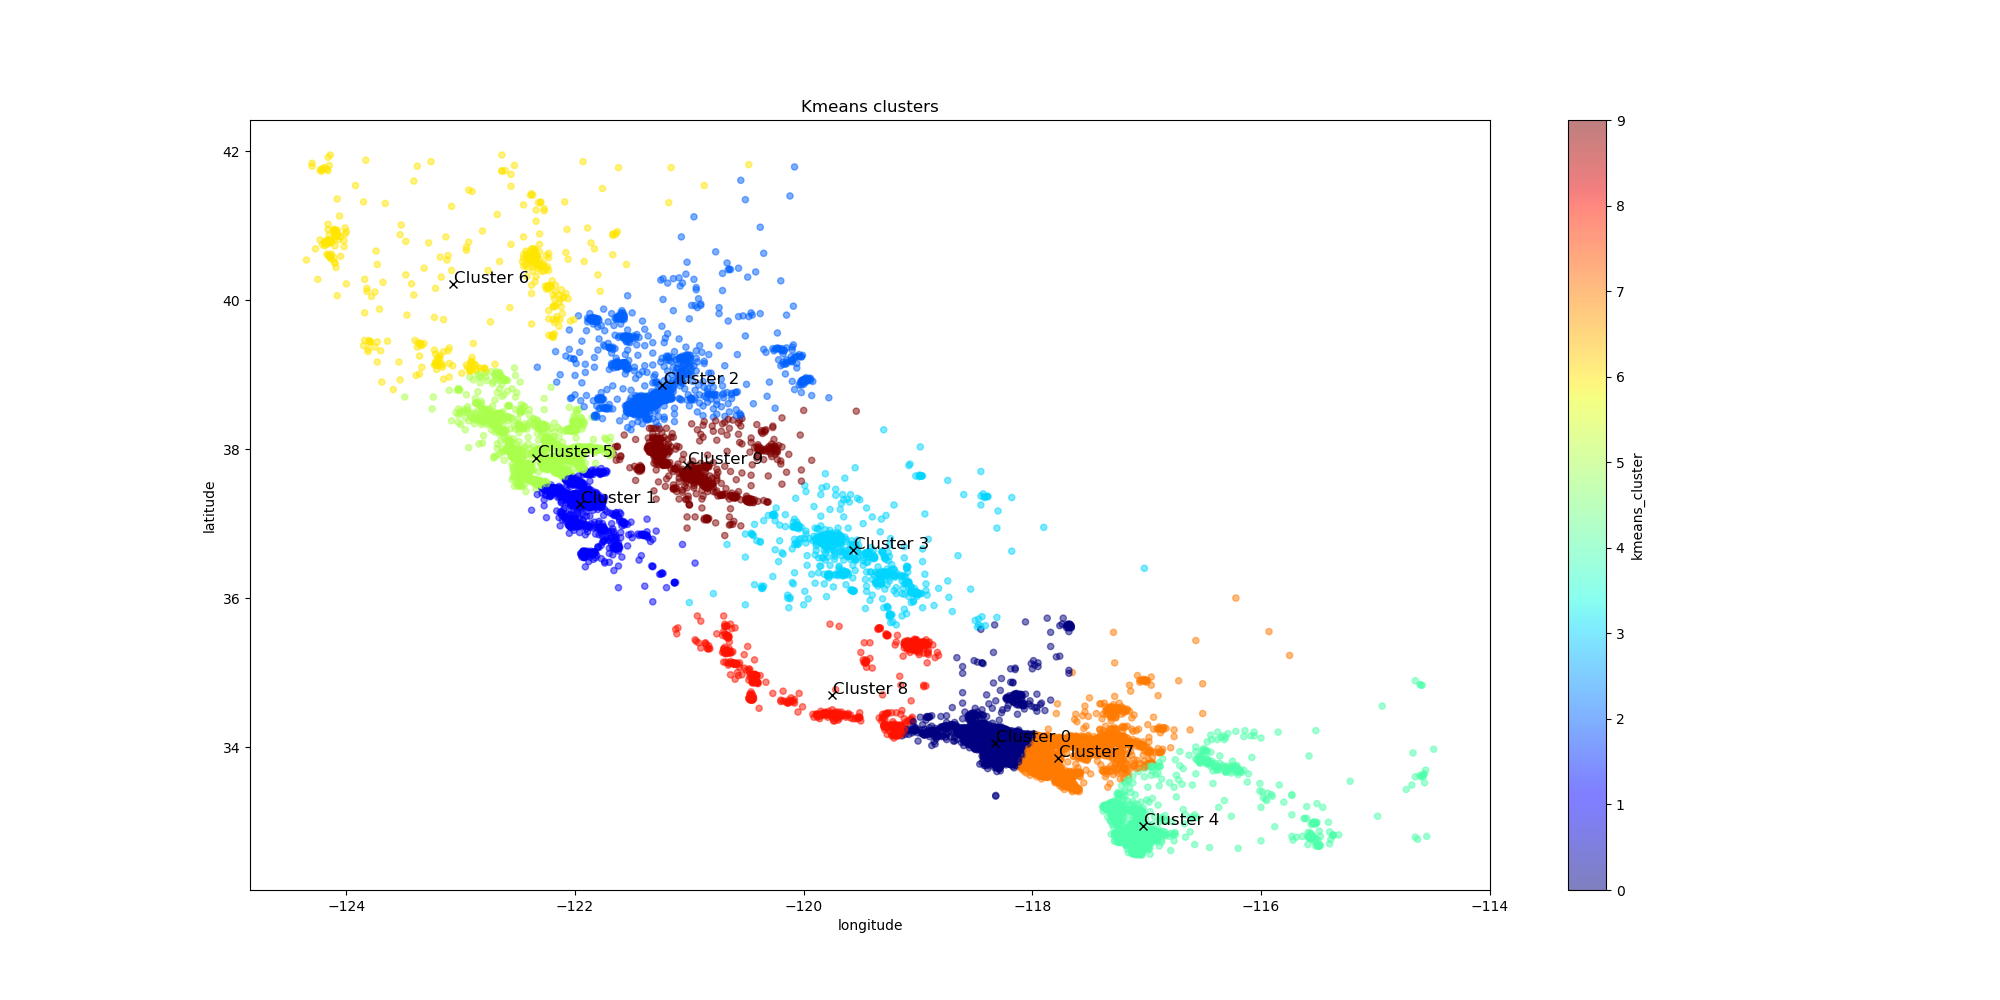 Kmeans clusters
42
40
38
36
34
latitude
−124
−122
−120
−118
−116
−114
longitude
Cluster 6
Cluster 2
Cluster 5
Cluster 9
Cluster 1
Cluster 3
Cluster 8
Cluster 0
Cluster 7
Cluster 4
9
8
7
6
5
4
3
2
1
0
kmeans_cluster